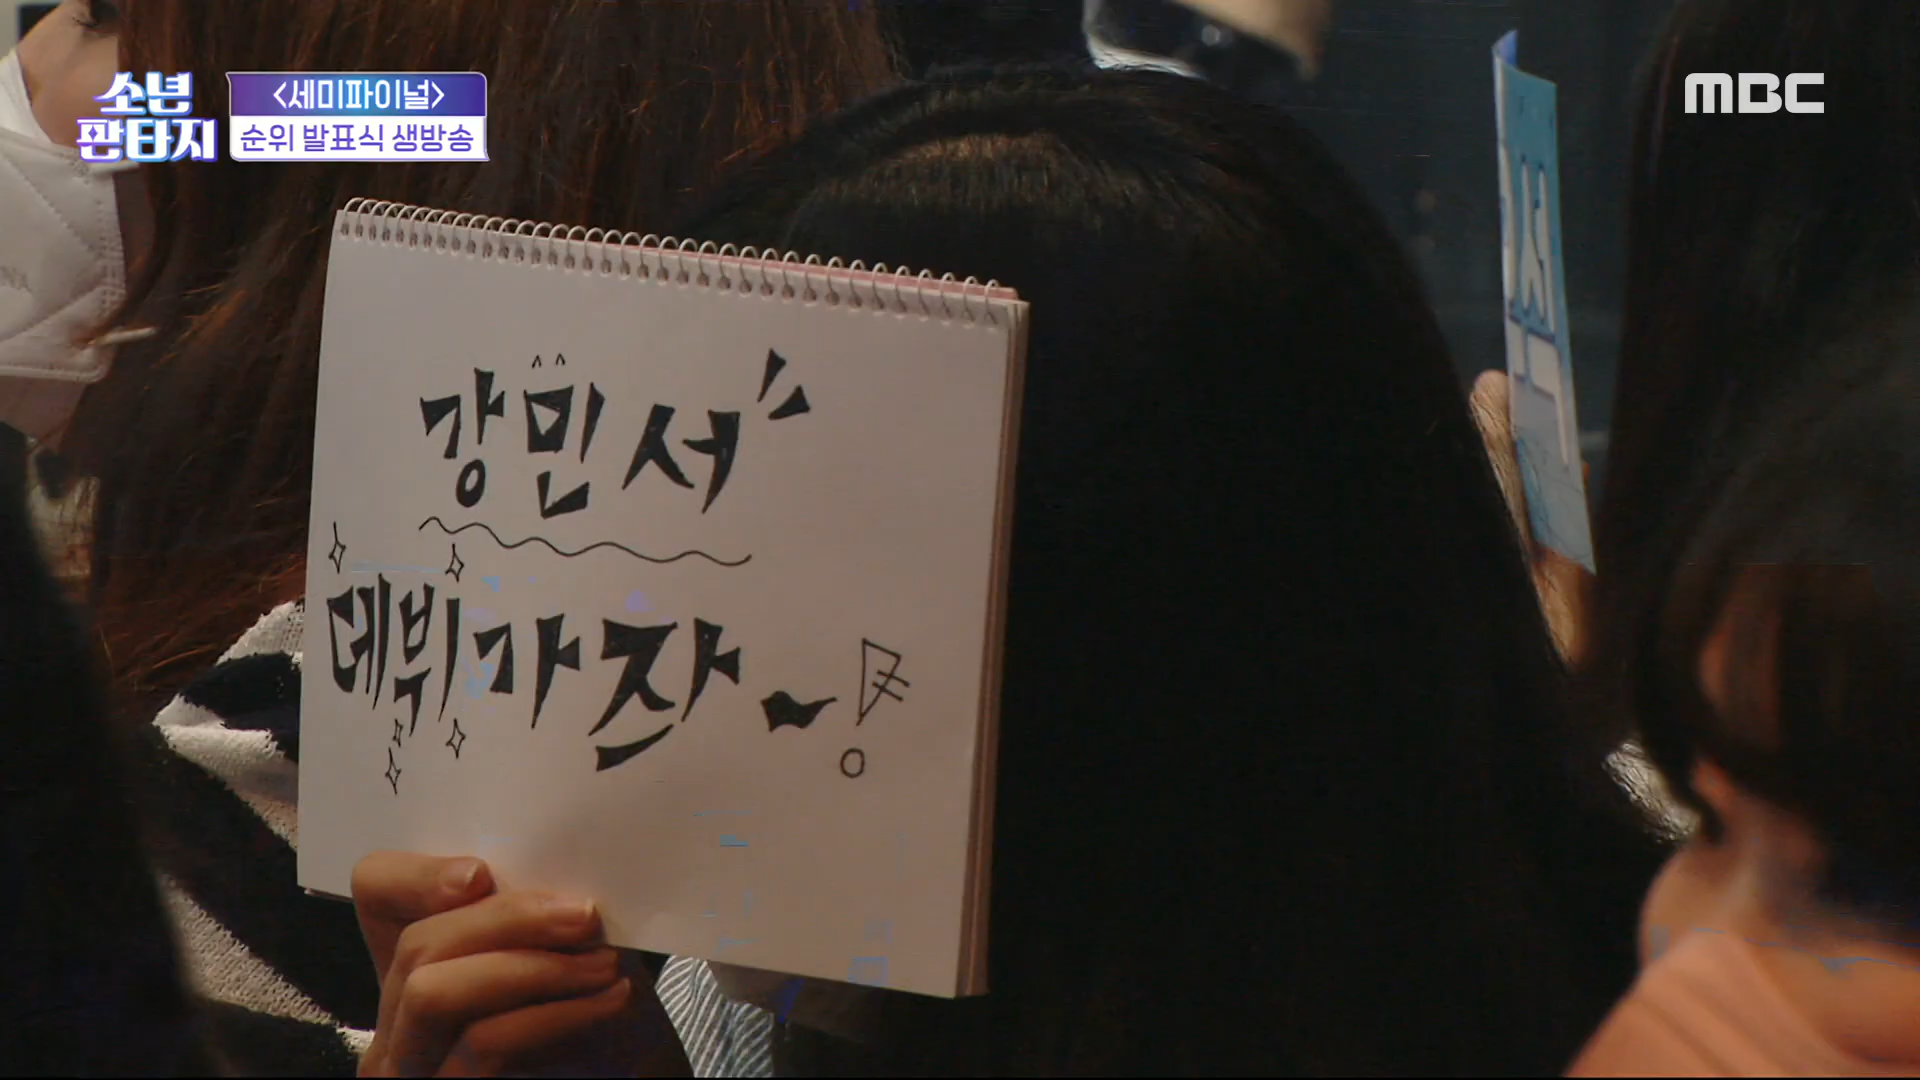 소년
판타지
<세미파이널>
순위 발표식 생방송
MBC
강민서
데뷔가자~!